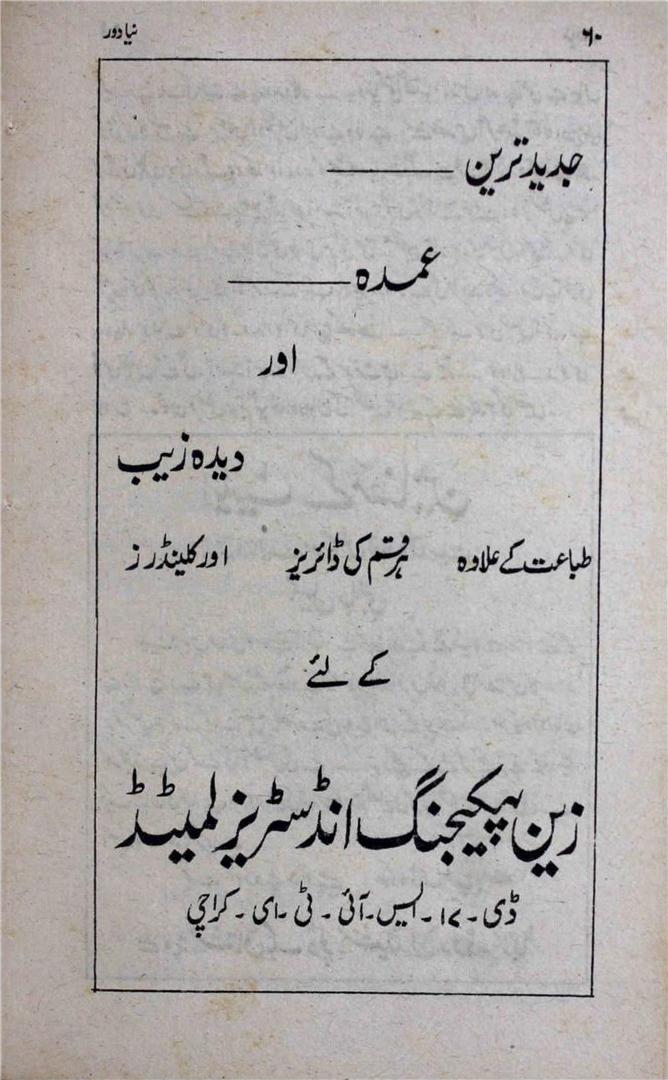 ۶۰ نیا دور
جدید ترین
عمدہ
اور
دیدہ زیب
طباعت کے علاوہ ہر قسم کی ڈائریز اور کلینڈرز
کے لئے
زین پیکیجنگ انڈسٹریز لمیٹڈ
ڈی۔ ۱۷۔ ایس۔ آئی۔ ٹی۔ ای۔ کراچی